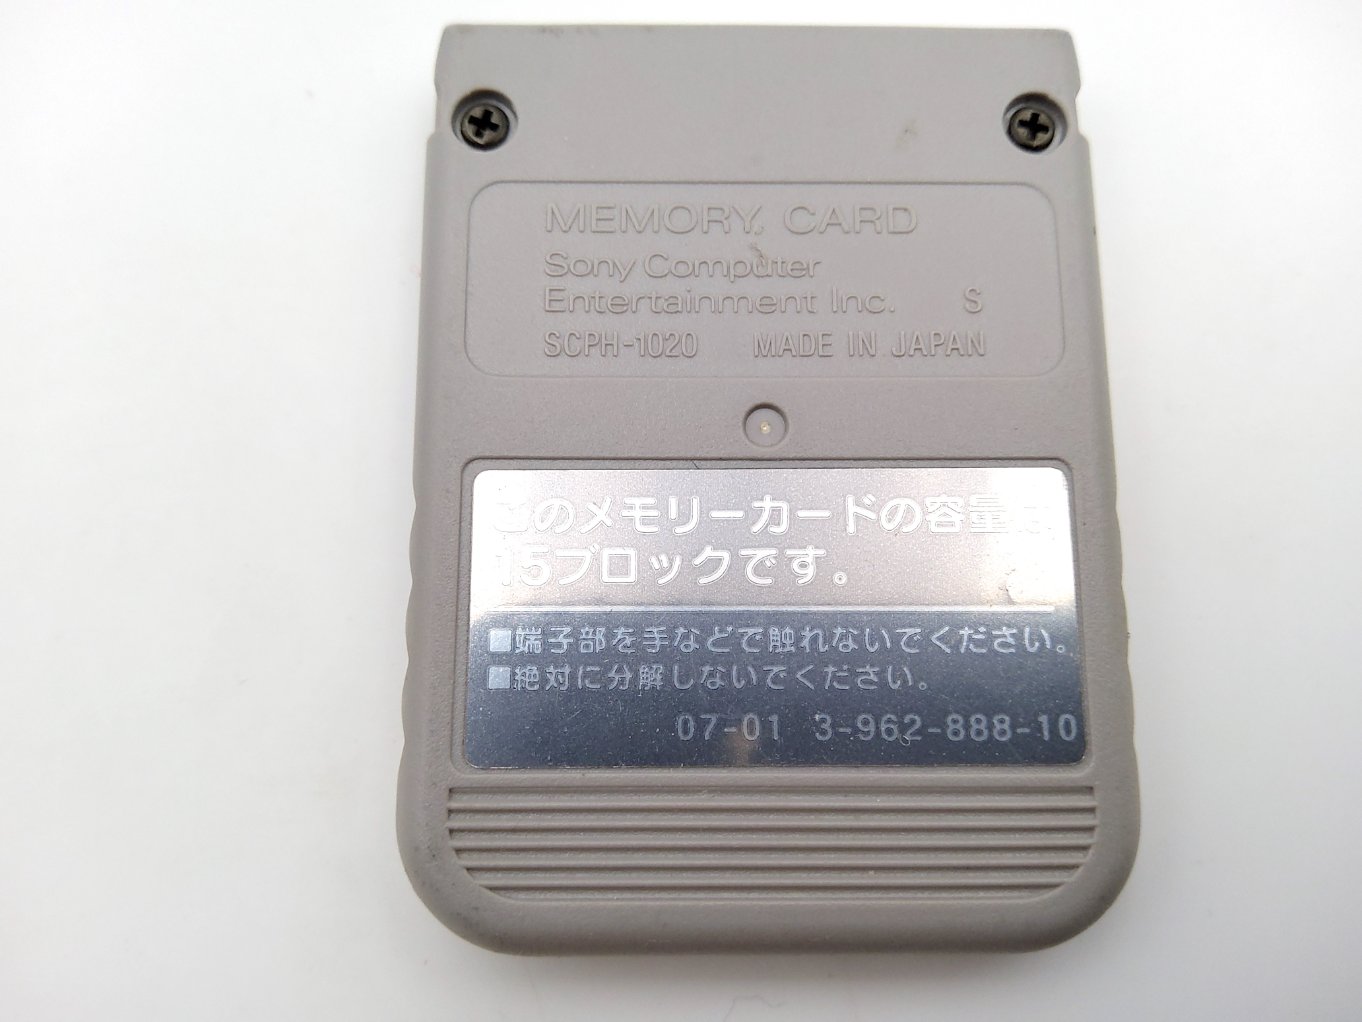 MEMORY CARD
Sony Computer
Entertainment Inc. S
SCPH-1020 MADE IN JAPAN
このメモリーカードの容量は
15ブロックです。
■端子部を手などで触れないでください。
■絶対に分解しないでください。
07-01 3-962-888-10